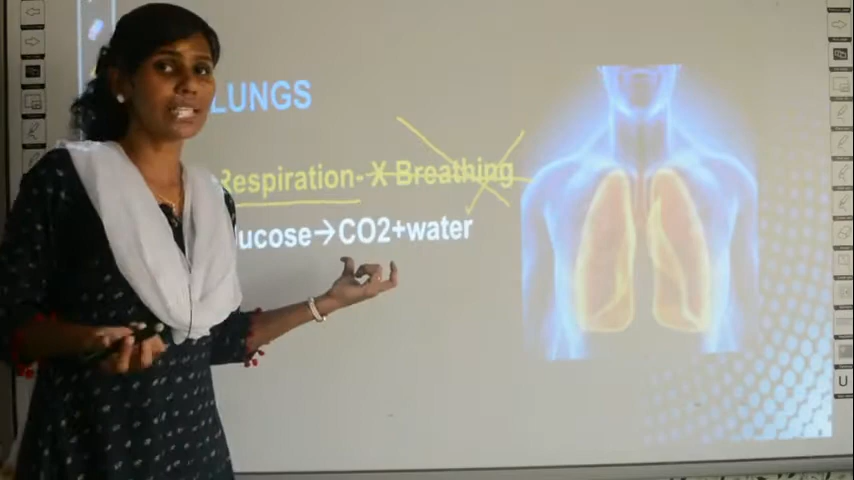 LUNGS
Respiration- X Breathing
ucose→CO2+water
U